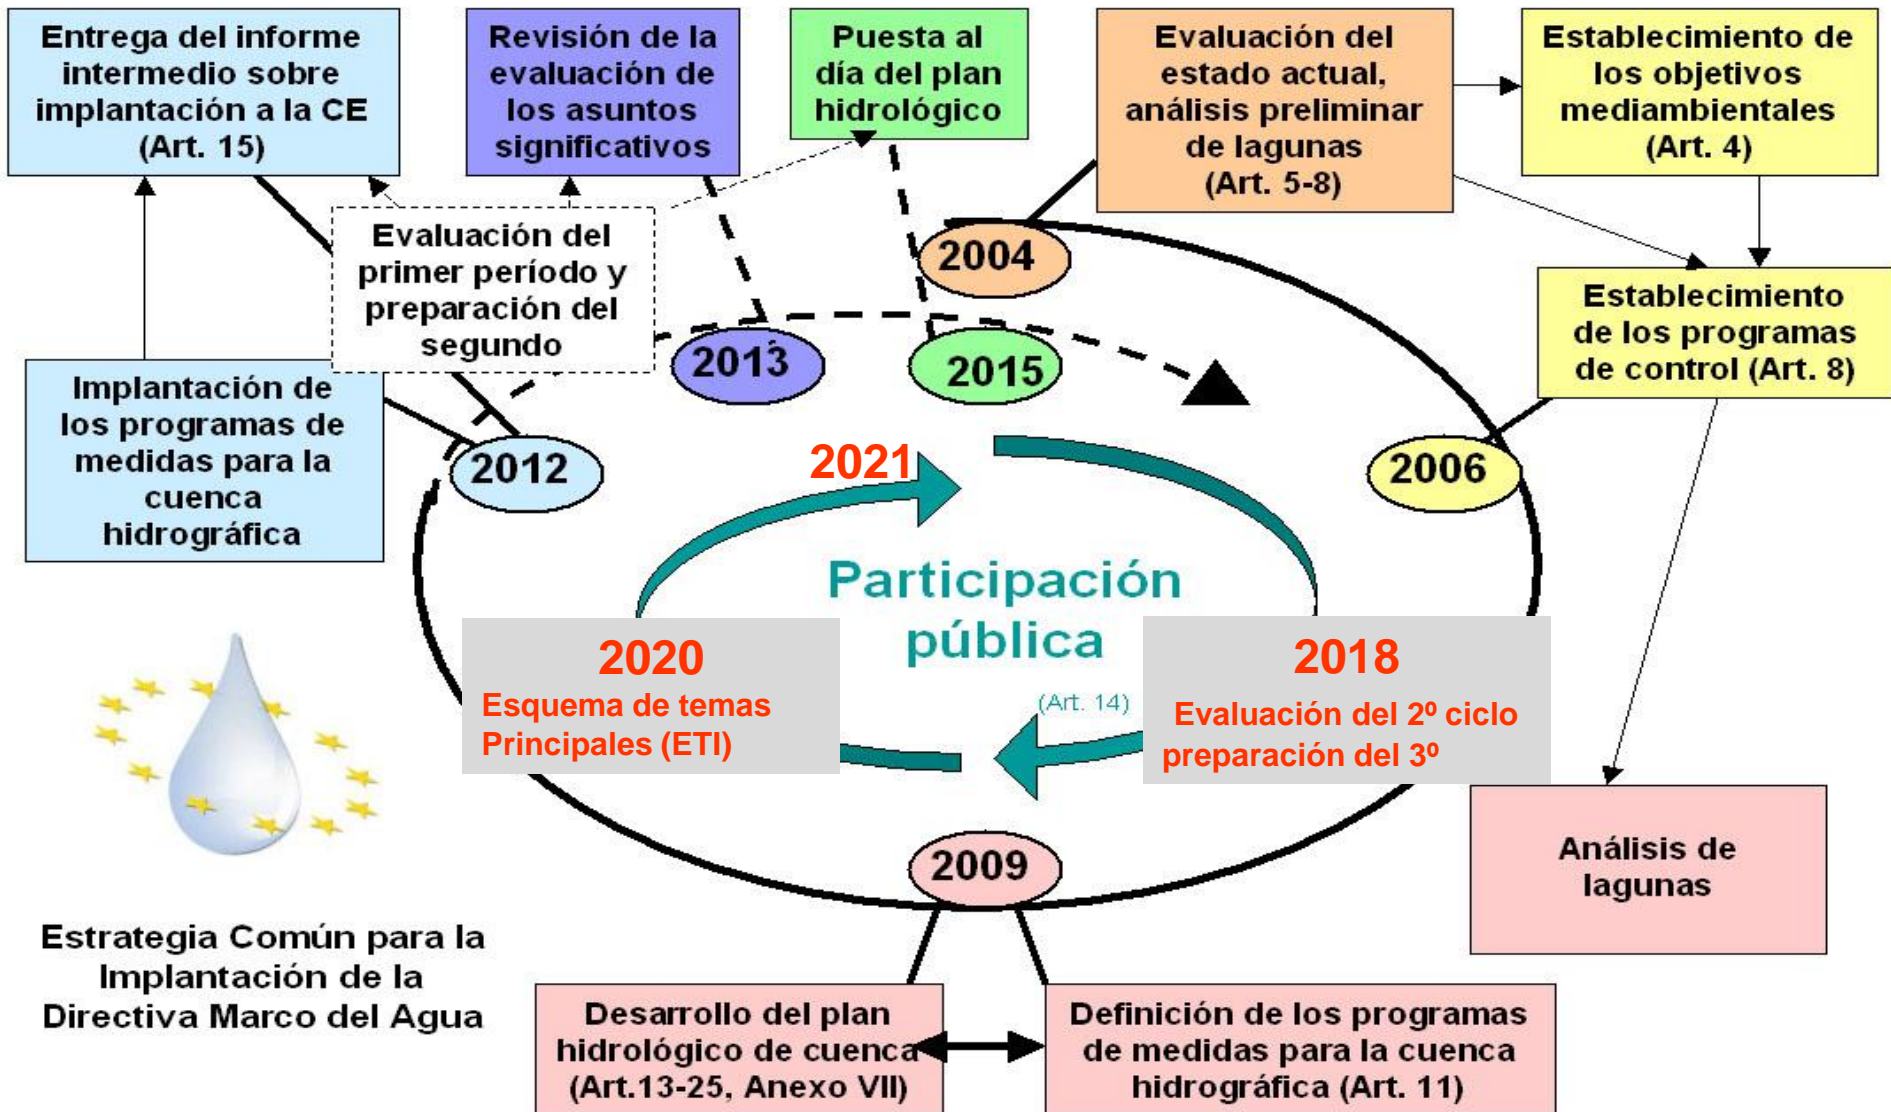 Entrega del informe
intermedio sobre
implantación a la CE
(Art. 15)
Revisión de la
evaluación de
los asuntos
significativos
Puesta al
día del plan
hidrológico
Evaluación del
estado actual,
análisis preliminar
de lagunas
(Art. 5-8)
Establecimiento de
los objetivos
mediambientales
(Art. 4)
Evaluación del
primer período y
preparación del
segundo
2004
Establecimiento
de los programas
de control (Art. 8)
2013
2015
Implantación de
los programas de
medidas para la
cuenca
hidrográfica
2012
2021
2006
Participación
pública
(Art. 14)
2020
Esquema de temas
Principales (ETI)
2018
Evaluación del 2º ciclo
preparación del 3º
2009
Análisis de
lagunas
Estrategia Común para la
Implantación de la
Directiva Marco del Agua
Desarrollo del plan
hidrológico de cuenca
(Art.13-25, Anexo VII)
Definición de los programas
de medidas para la cuenca
hidrográfica (Art. 11)